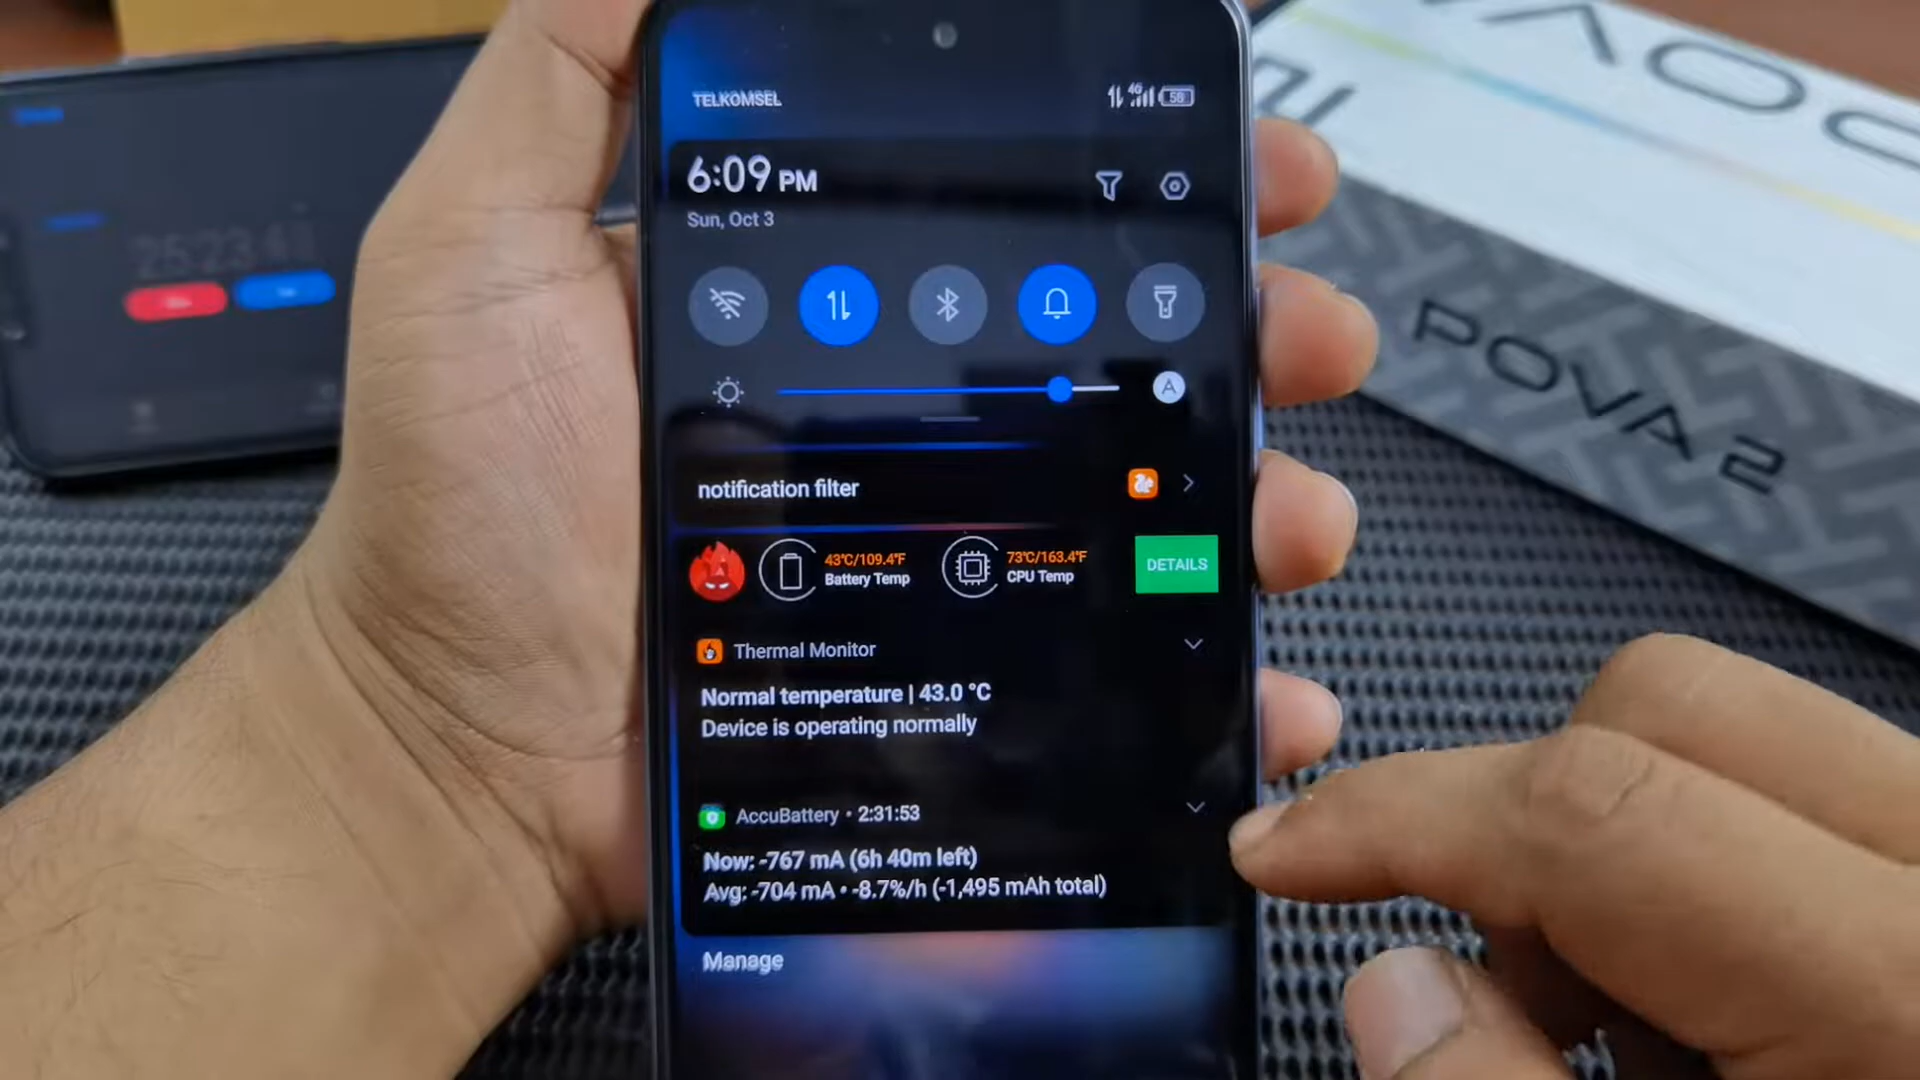 TELKOMSEL
4G
58
6:09 PM
Sun, Oct 3
A
notification filter
43°C/109.4°F
Battery Temp
73°C/163.4°F
CPU Temp
DETAILS
Thermal Monitor
Normal temperature | 43.0 °C
Device is operating normally
AccuBattery • 2:31:53
Now: -767 mA (6h 40m left)
Avg: -704 mA • -8.7%/h (-1,495 mAh total)
Manage
POVA 2